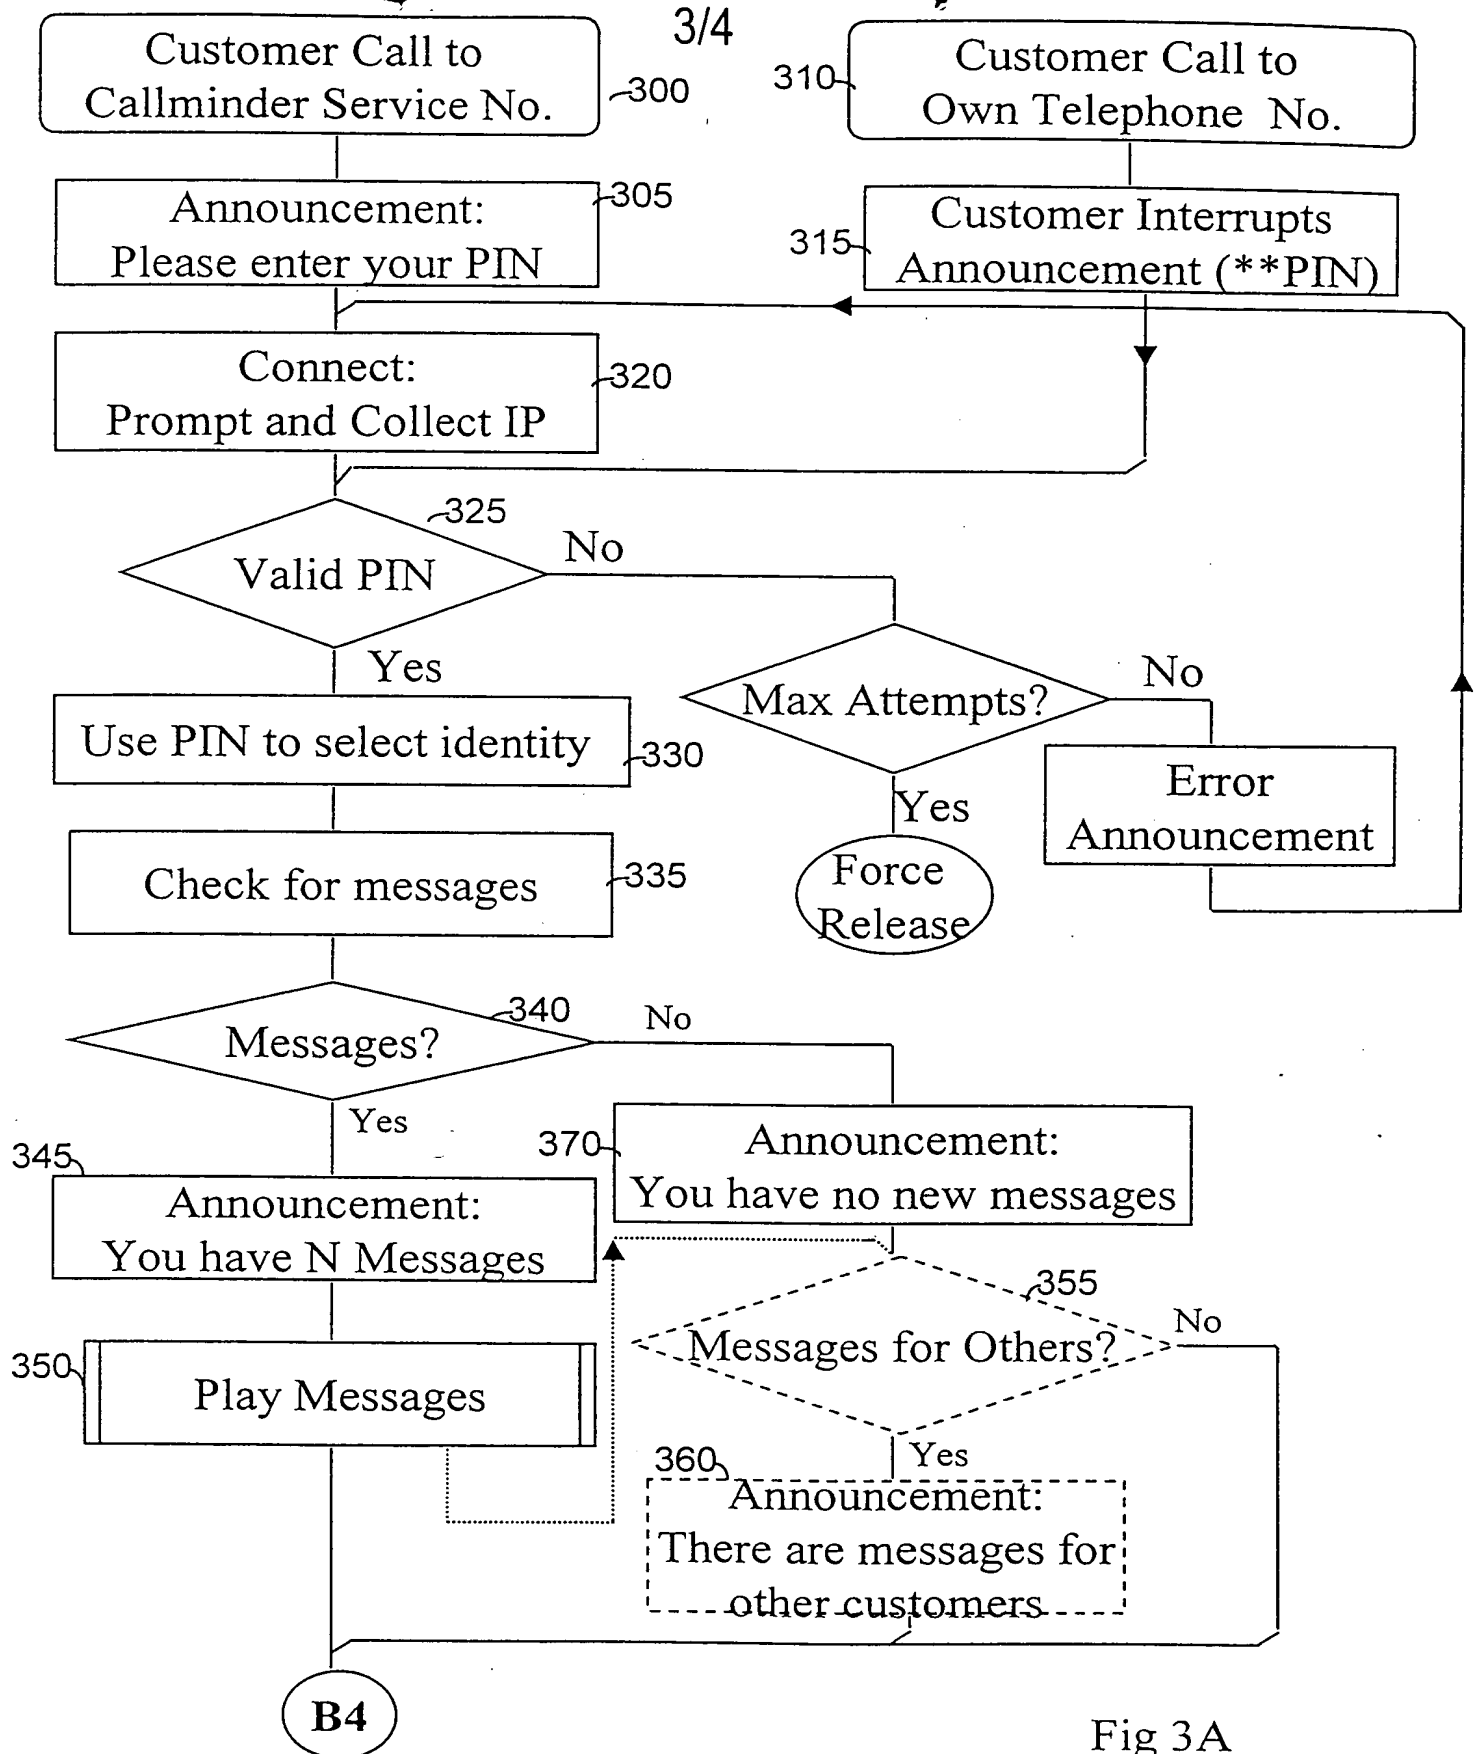 3/4
Customer Call to
Callminder Service No.
300
310
Customer Call to
Own Telephone No.
Announcement:
Please enter your PIN
305
315
Customer Interrupts
Announcement (**PIN)
Connect:
Prompt and Collect IP
320
325
Valid PIN
No
Yes
Max Attempts?
No
Use PIN to select identity
330
Yes
Error
Announcement
Force
Release
Check for messages
335
340
Messages?
No
Yes
345
Announcement:
You have N Messages
370
Announcement:
You have no new messages
355
Messages for Others?
No
350
Play Messages
Yes
360
Announcement:
There are messages for
other customers
B4
Fig 3A